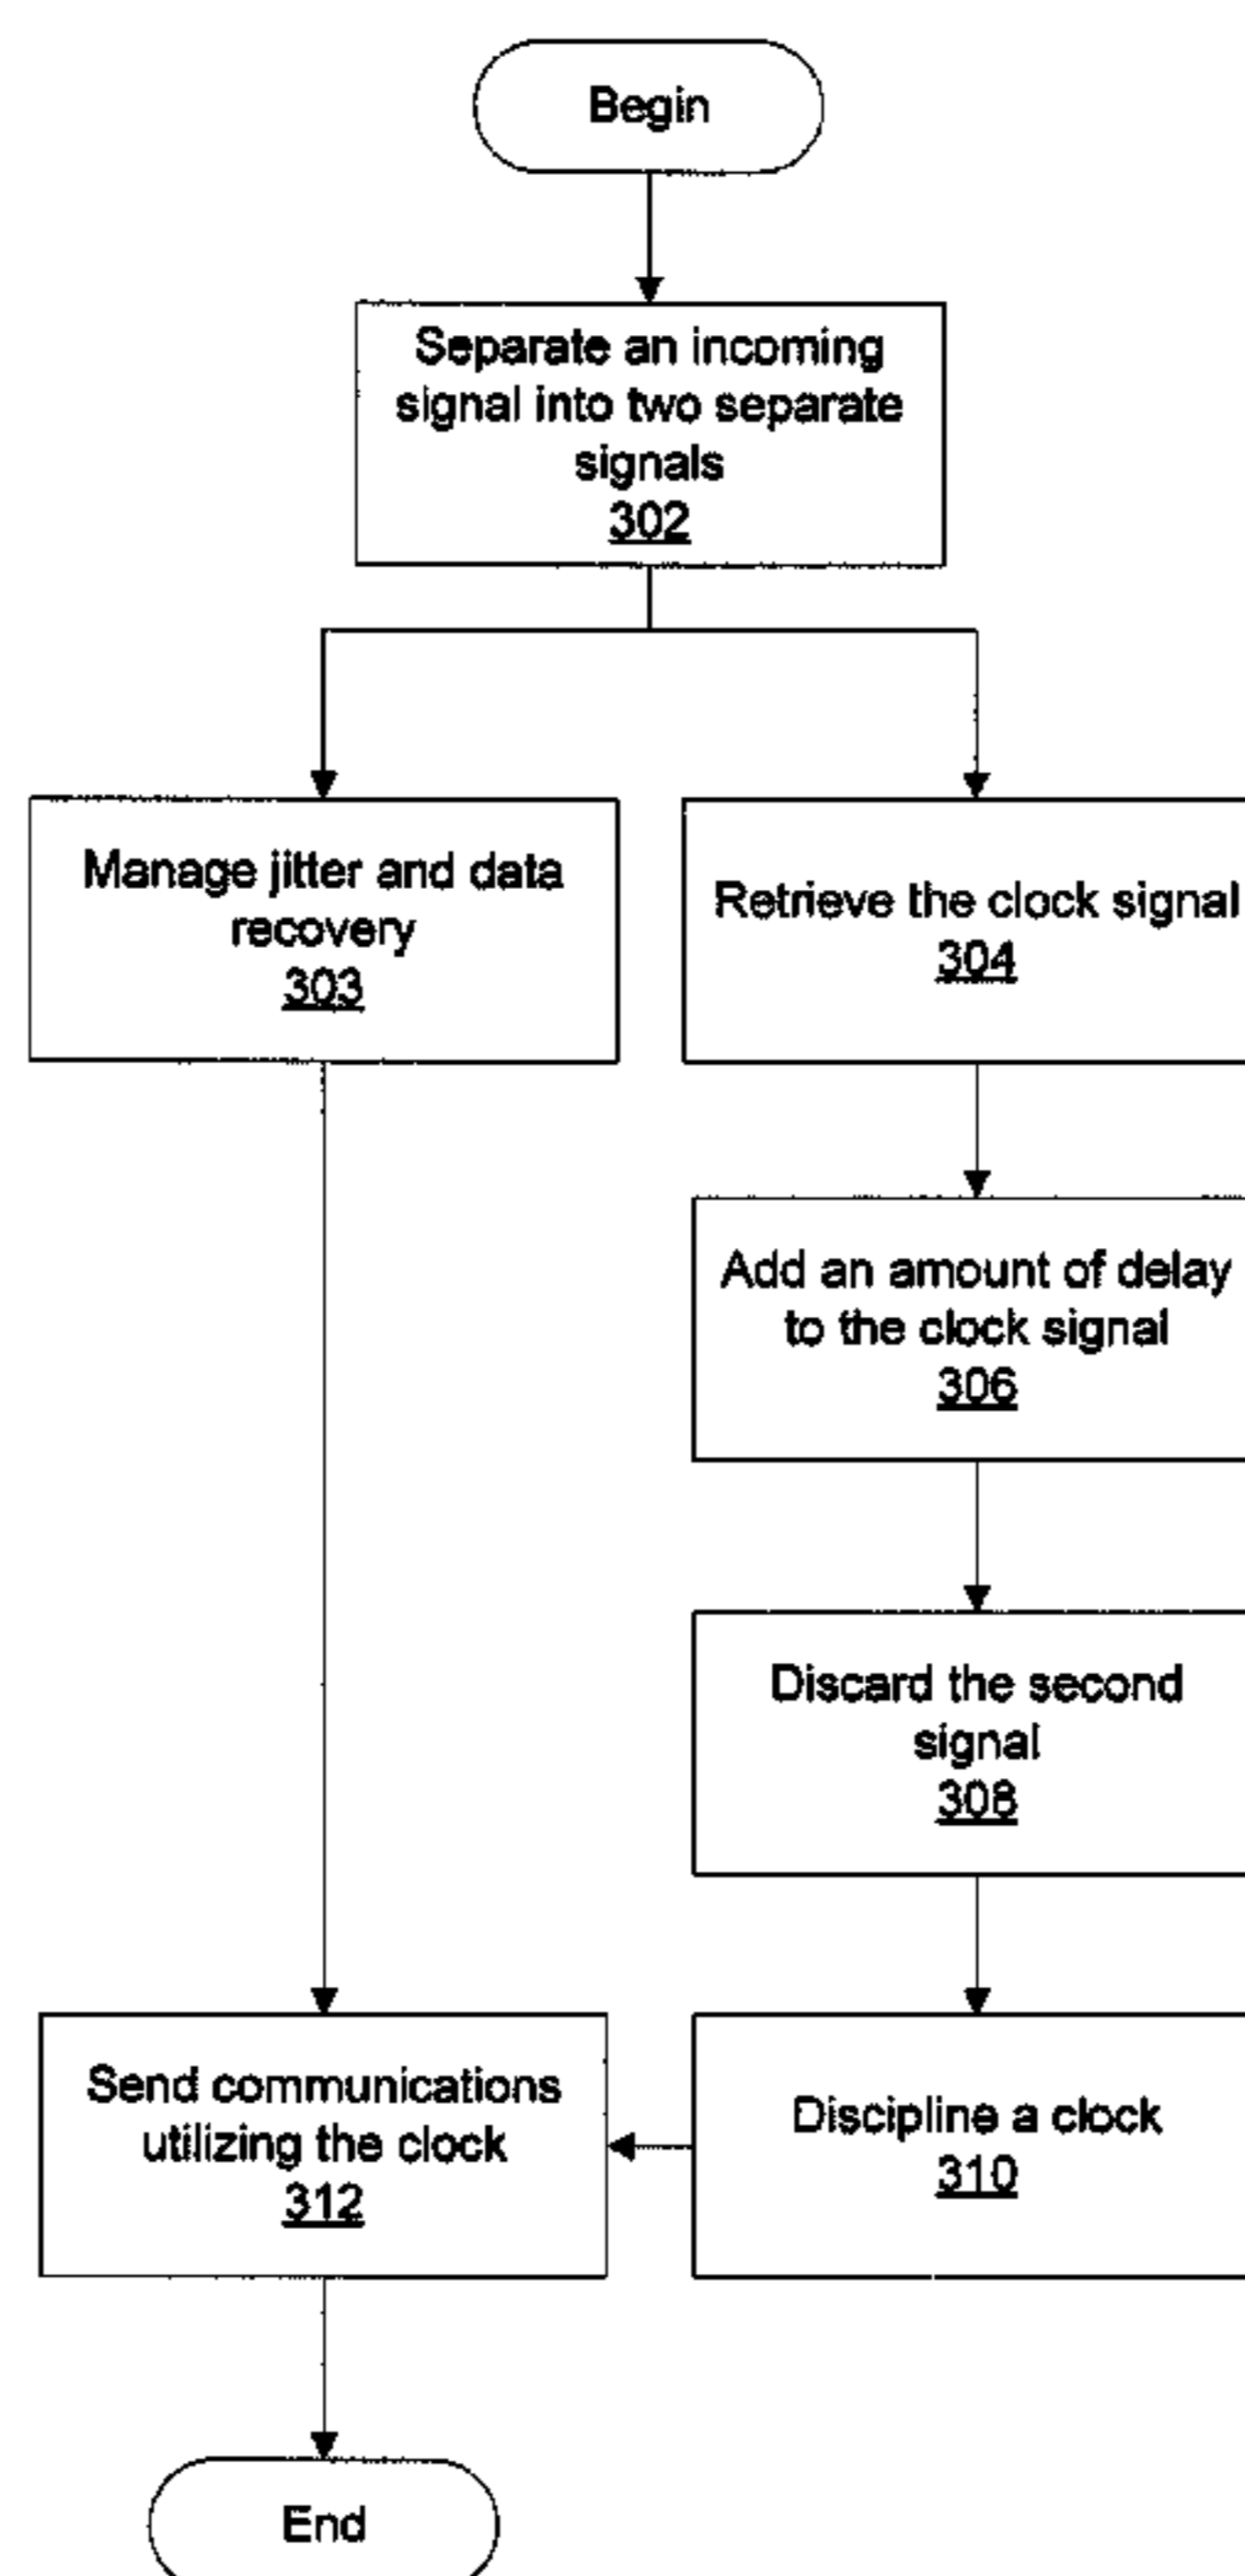 Begin
Separate an incoming
signal into two separate
signals
302
Manage jitter and data
recovery
303
Retrieve the clock signal
304
Add an amount of delay
to the clock signal
306
Discard the second
signal
308
Send communications
utilizing the clock
312
Discipline a clock
310
End